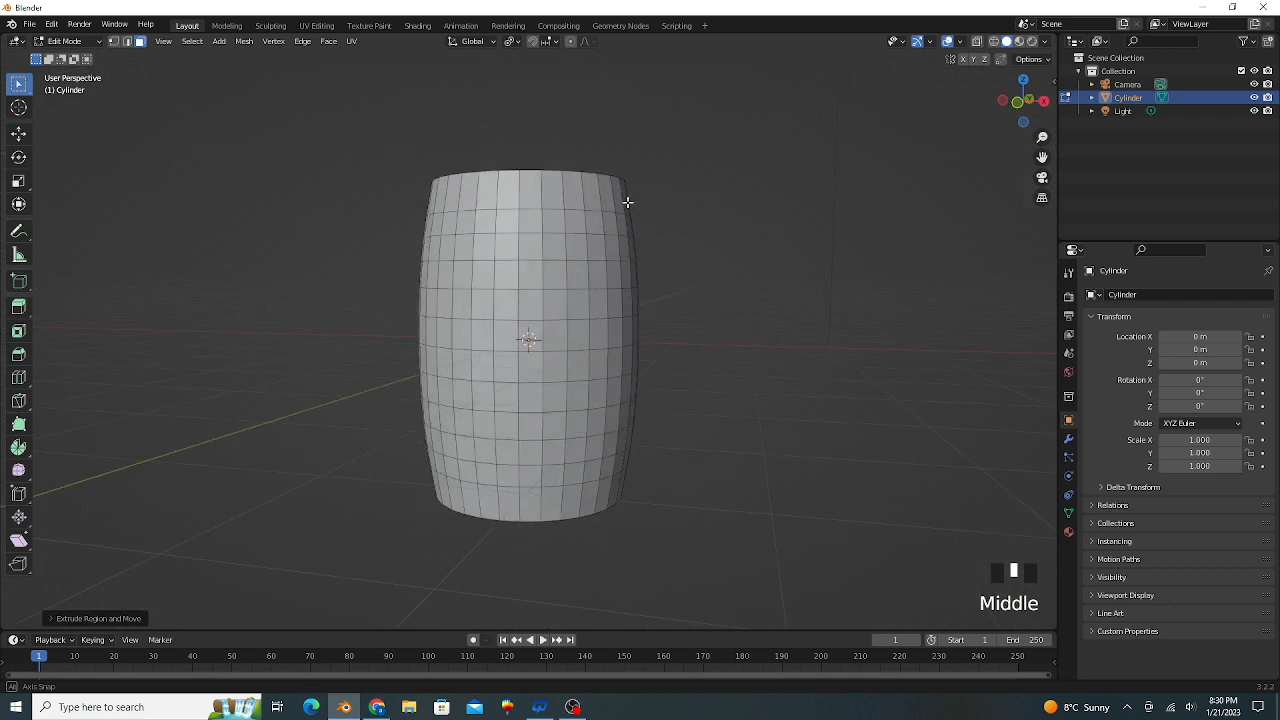 Blender
File Edit Render Window Help
Layout Modeling Sculpting UV Editing Texture Paint Shading Animation Rendering Compositing Geometry Nodes Scripting +
Scene
ViewLayer
Edit Mode
View Select Add Mesh Vertex Edge Face UV
Global
X Y Z
Options
User Perspective
(1) Cylinder
Z
X
Y
Scene Collection
Collection
Camera
Cylinder
Light
Cylinder
Cylinder
Transform
Location X 0 m
Y 0 m
Z 0 m
Rotation X 0°
Y 0°
Z 0°
Mode XYZ Euler
Scale X 1.000
Y 1.000
Z 1.000
Delta Transform
Relations
Collections
Instancing
Motion Paths
Visibility
Viewport Display
Line Art
Custom Properties
Middle
Extrude Region and Move
Playback Keying View Marker
1
Start 1
End 250
1 10 20 30 40 50 60 70 80 90 100 110 120 130 140 150 160 170 180 190 200 210 220 230 240 250
Axis Snap
3.2.2
Type here to search
8°C Sunny
8:30 PM
1/21/2023